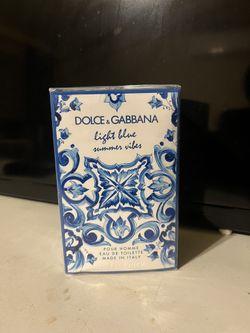 DOLCE & GABBANA
light blue
summer vibes
POUR HOMME
EAU DE TOILETTE
MADE IN ITALY